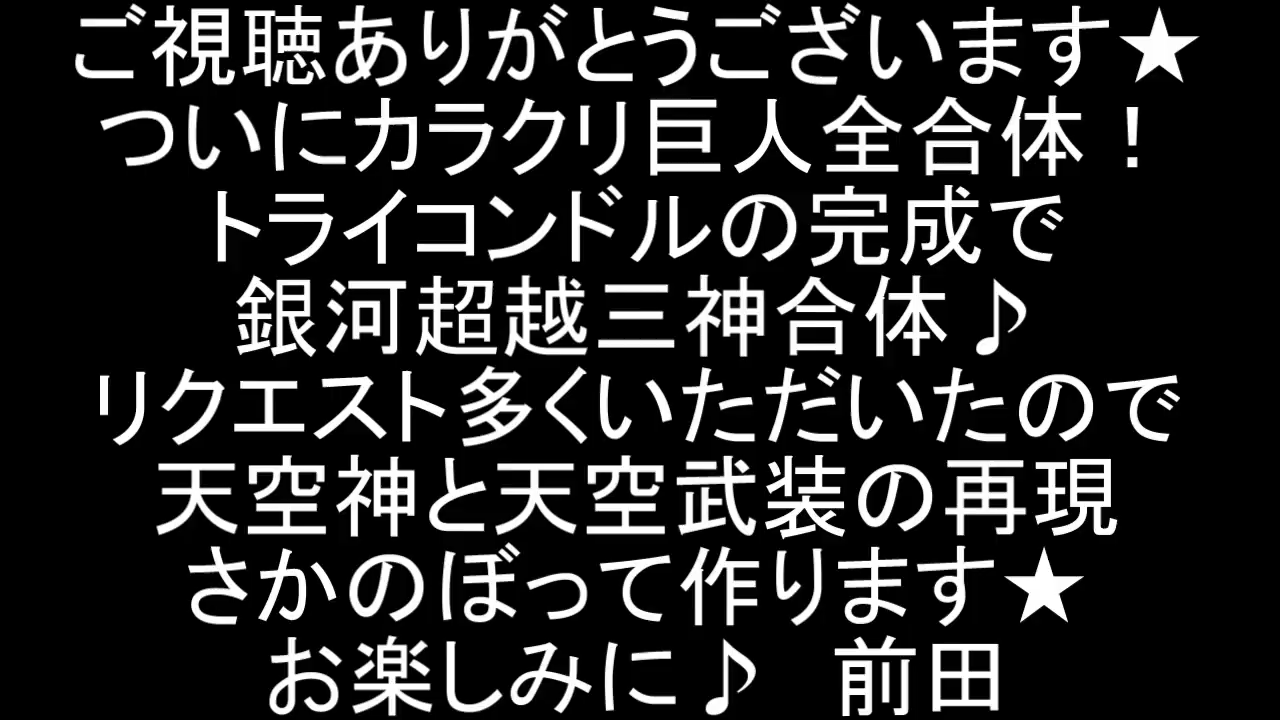 ご視聴ありがとうございます★
ついにカラクリ巨人全合体！
トライコンドルの完成で
銀河超越三神合体♪
リクエスト多くいただいたので
天空神と天空武装の再現
さかのぼって作ります★
お楽しみに♪　前田